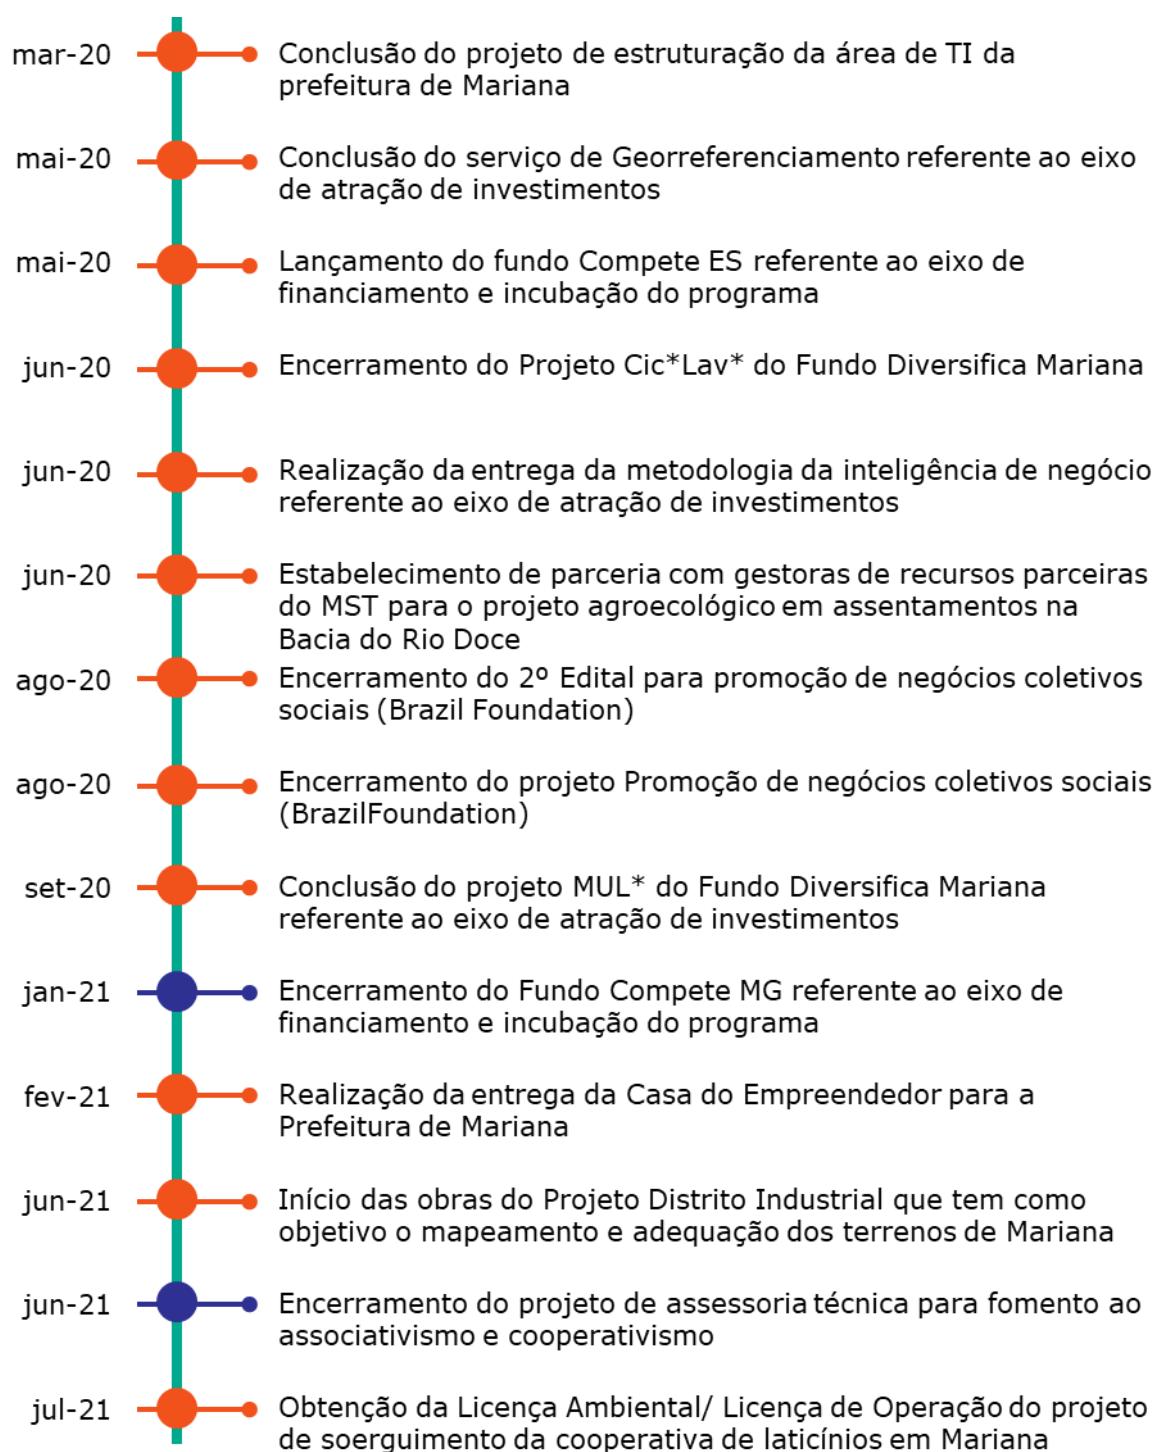 mar-20
Conclusão do projeto de estruturação da área de TI da
prefeitura de Mariana
mai-20
Conclusão do serviço de Georreferenciamento referente ao eixo
de atração de investimentos
mai-20
Lançamento do fundo Compete ES referente ao eixo de
financiamento e incubação do programa
jun-20
Encerramento do Projeto Cic*Lav* do Fundo Diversifica Mariana
jun-20
Realização da entrega da metodologia da inteligência de negócio
referente ao eixo de atração de investimentos
jun-20
Estabelecimento de parceria com gestoras de recursos parceiras
do MST para o projeto agroecológico em assentamentos na
Bacia do Rio Doce
ago-20
Encerramento do 2º Edital para promoção de negócios coletivos
sociais (Brazil Foundation)
ago-20
Encerramento do projeto Promoção de negócios coletivos sociais
(BrazilFoundation)
set-20
Conclusão do projeto MUL* do Fundo Diversifica Mariana
referente ao eixo de atração de investimentos
jan-21
Encerramento do Fundo Compete MG referente ao eixo de
financiamento e incubação do programa
fev-21
Realização da entrega da Casa do Empreendedor para a
Prefeitura de Mariana
jun-21
Início das obras do Projeto Distrito Industrial que tem como
objetivo o mapeamento e adequação dos terrenos de Mariana
jun-21
Encerramento do projeto de assessoria técnica para fomento ao
associativismo e cooperativismo
jul-21
Obtenção da Licença Ambiental/ Licença de Operação do projeto
de soerguimento da cooperativa de laticínios em Mariana